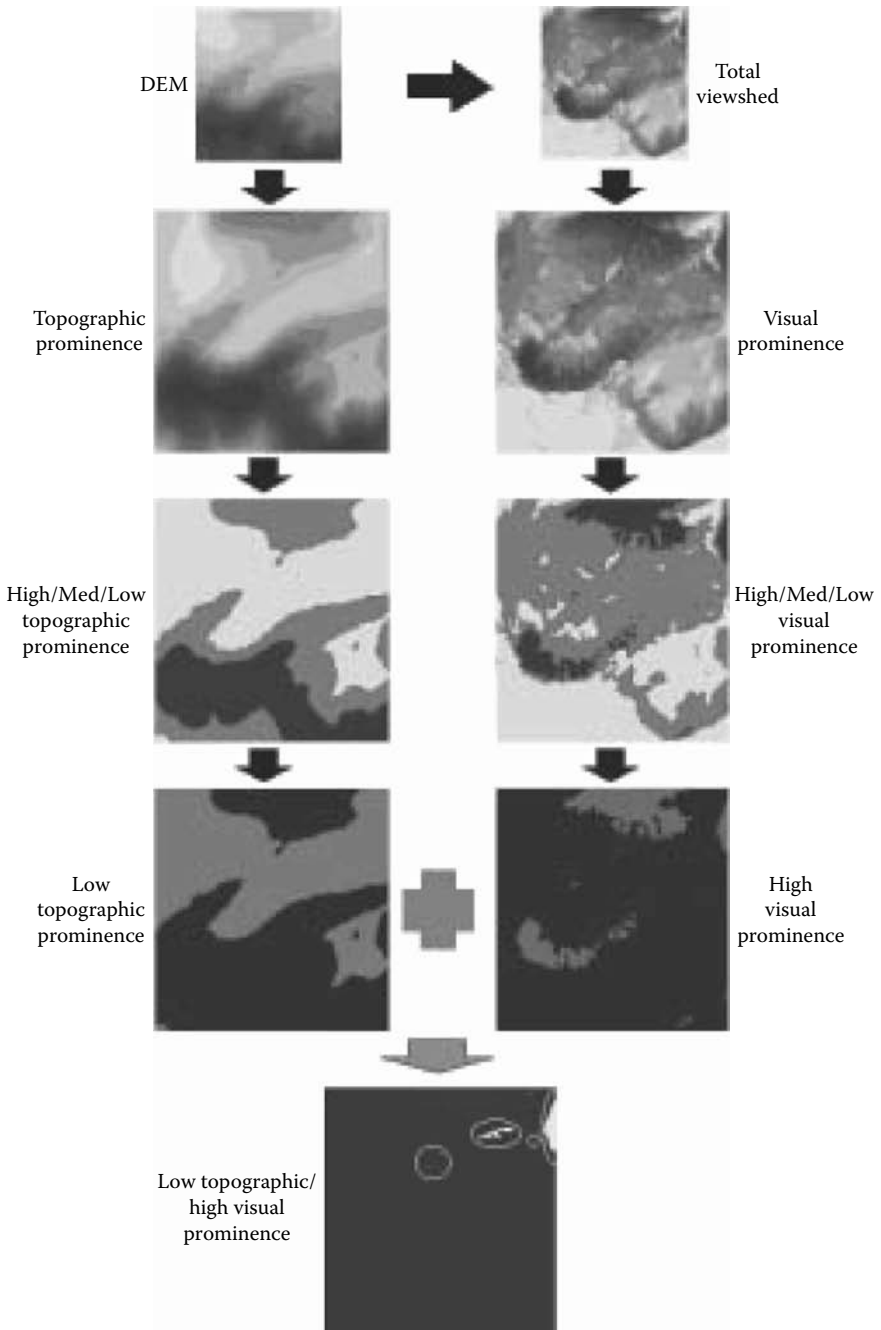 DEM
Total
viewshed
Topographic
prominence
Visual
prominence
High/Med/Low
topographic
prominence
High/Med/Low
visual
prominence
Low
topographic
prominence
High
visual
prominence
Low topographic/
high visual
prominence